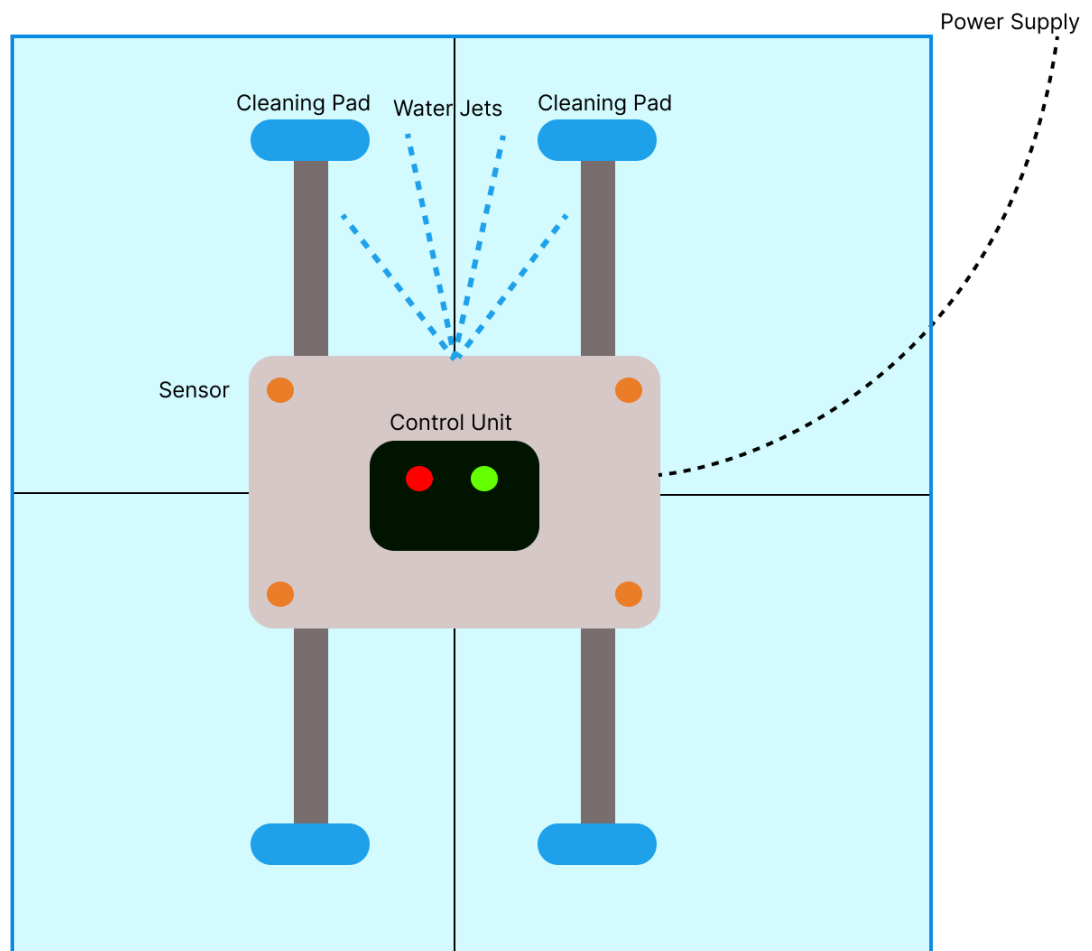 Power Supply
Cleaning Pad
Water Jets
Cleaning Pad
Sensor
Control Unit